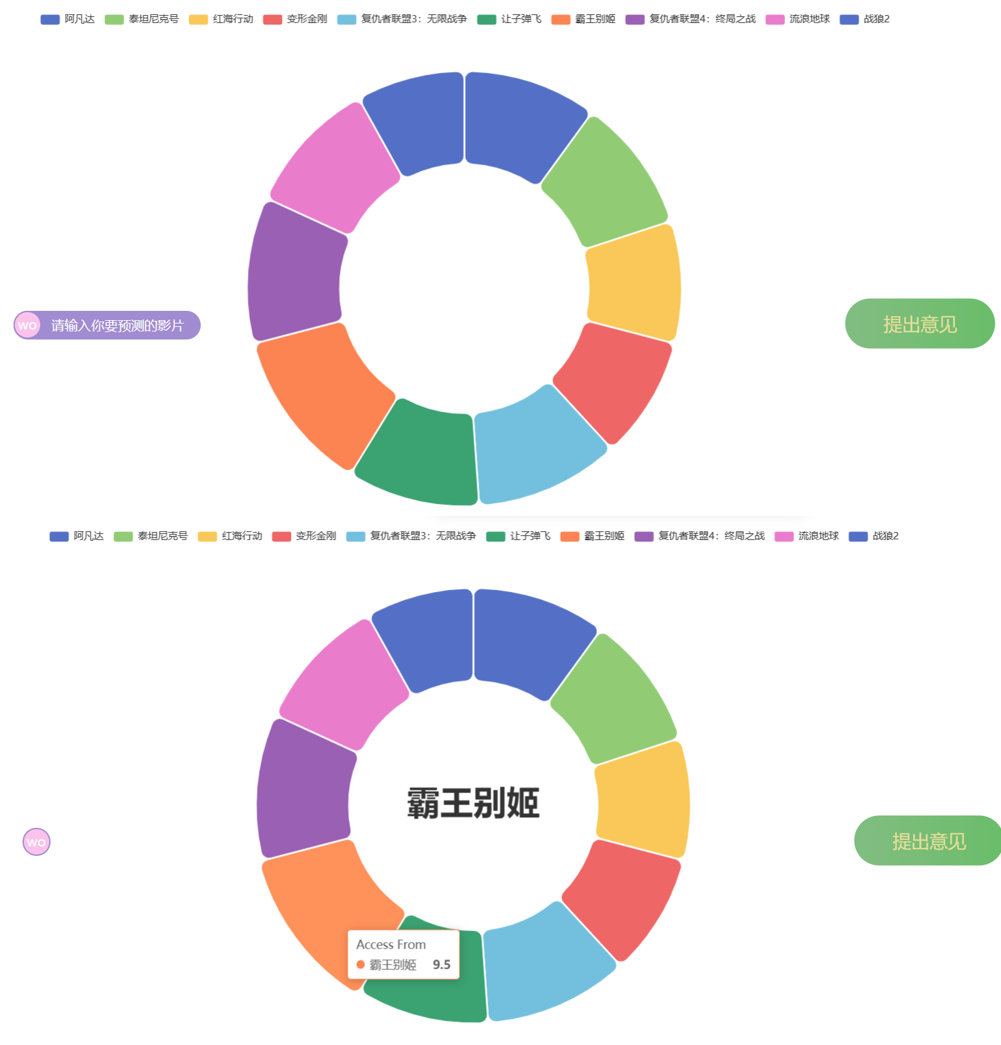 阿凡达 泰坦尼克号 红海行动 变形金刚 复仇者联盟3：无限战争 让子弹飞 霸王别姬 复仇者联盟4：终局之战 流浪地球 战狼2
wo 请输入你要预测的影片
提出意见
阿凡达 泰坦尼克号 红海行动 变形金刚 复仇者联盟3：无限战争 让子弹飞 霸王别姬 复仇者联盟4：终局之战 流浪地球 战狼2
霸王别姬
wo
提出意见
Access From
霸王别姬 9.5